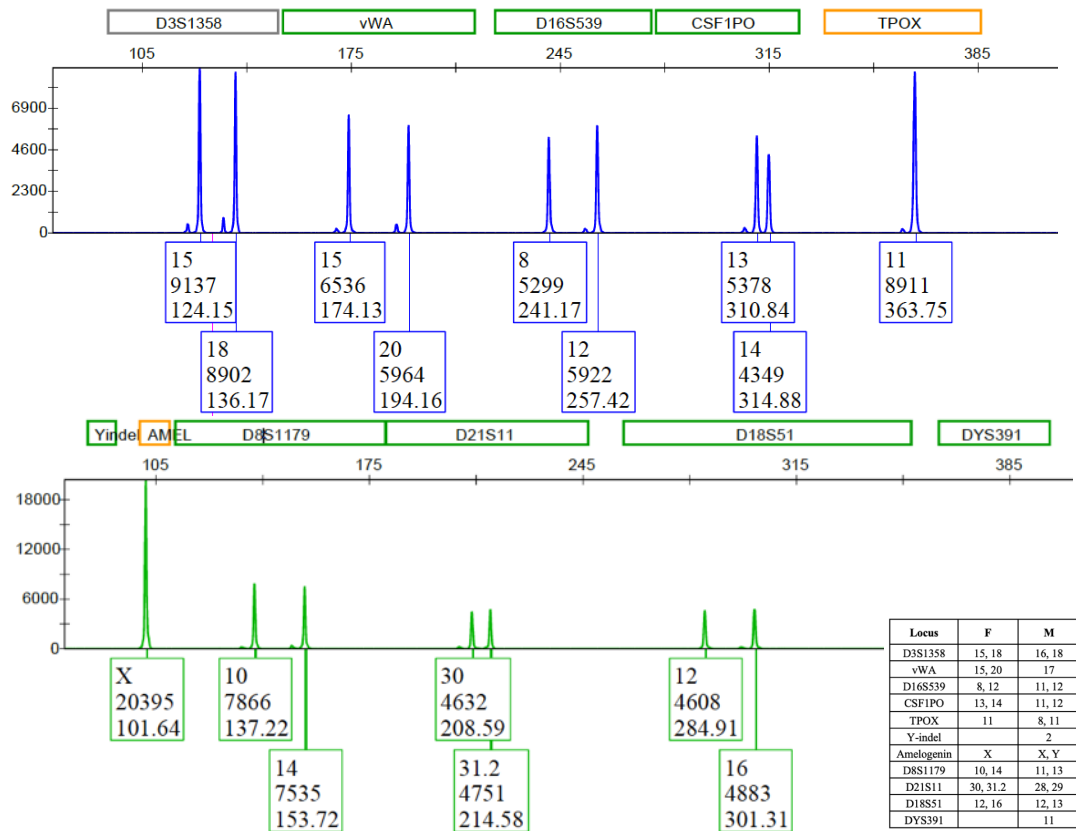 D3S1358 vWA D16S539 CSF1PO TPOX
105 175 245 315 385
6900
4600
2300
0
15 15 8 13 11
9137 6536 5299 5378 8911
124.15 174.13 241.17 310.84 363.75
18 20 12 14
8902 5964 5922 4349
136.17 194.16 257.42 314.88
Yindel AMEL D8S1179 D21S11 D18S51 DYS391
105 175 245 315 385
18000
12000
6000
0
X 10 30 12
20395 7866 4632 4608
101.64 137.22 208.59 284.91
14 31.2 16
7535 4751 4883
153.72 214.58 301.31
Locus F M
D3S1358 15, 18 16, 18
vWA 15, 20 17
D16S539 8, 12 11, 12
CSF1PO 13, 14 11, 12
TPOX 11 8, 11
Y-indel 2
Amelogenin X X, Y
D8S1179 10, 14 11, 13
D21S11 30, 31.2 28, 29
D18S51 12, 16 12, 13
DYS391 11